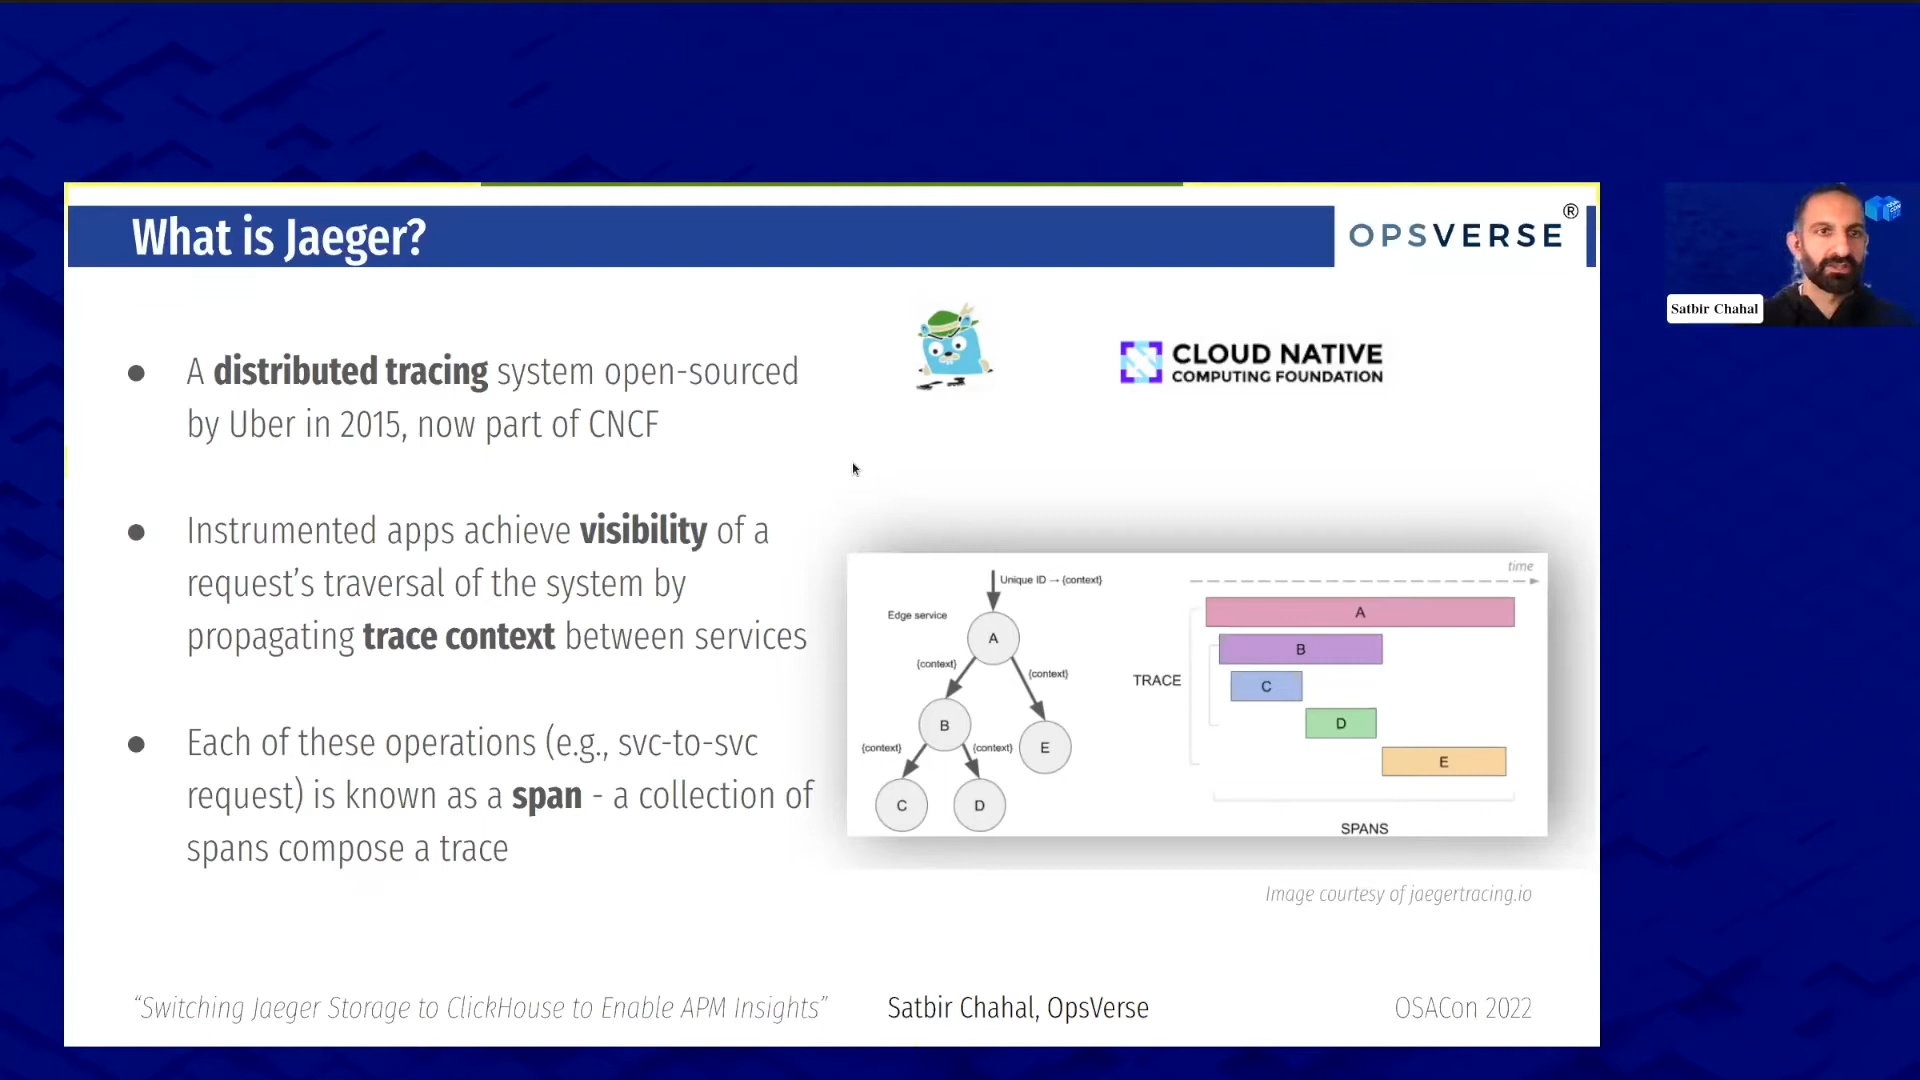 What is Jaeger?
OPSVERSE
®
CLOUD NATIVE
COMPUTING FOUNDATION
Satbir Chahal
● A distributed tracing system open-sourced
by Uber in 2015, now part of CNCF
● Instrumented apps achieve visibility of a
request’s traversal of the system by
propagating trace context between services
● Each of these operations (e.g., svc-to-svc
request) is known as a span - a collection of
spans compose a trace
Unique ID → {context}
Edge service
A
{context}
{context}
B
E
{context}
{context}
C
D
time
A
B
TRACE
C
D
E
SPANS
Image courtesy of jaegertracing.io
“Switching Jaeger Storage to ClickHouse to Enable APM Insights”
Satbir Chahal, OpsVerse
OSACon 2022